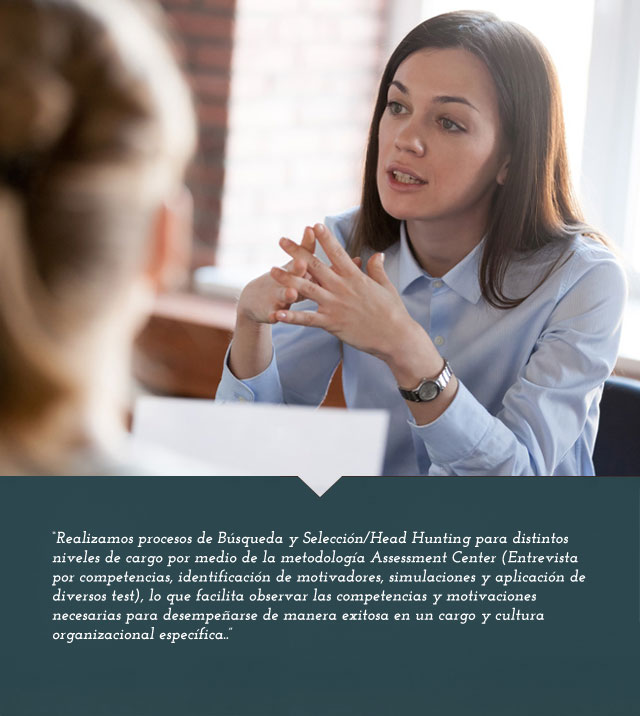 "Realizamos procesos de Búsqueda y Selección/Head Hunting para distintos
niveles de cargo por medio de la metodología Assessment Center (Entrevista
por competencias, identificación de motivadores, simulaciones y aplicación de
diversos test), lo que facilita observar las competencias y motivaciones
necesarias para desempeñarse de manera exitosa en un cargo y cultura
organizacional específica.."